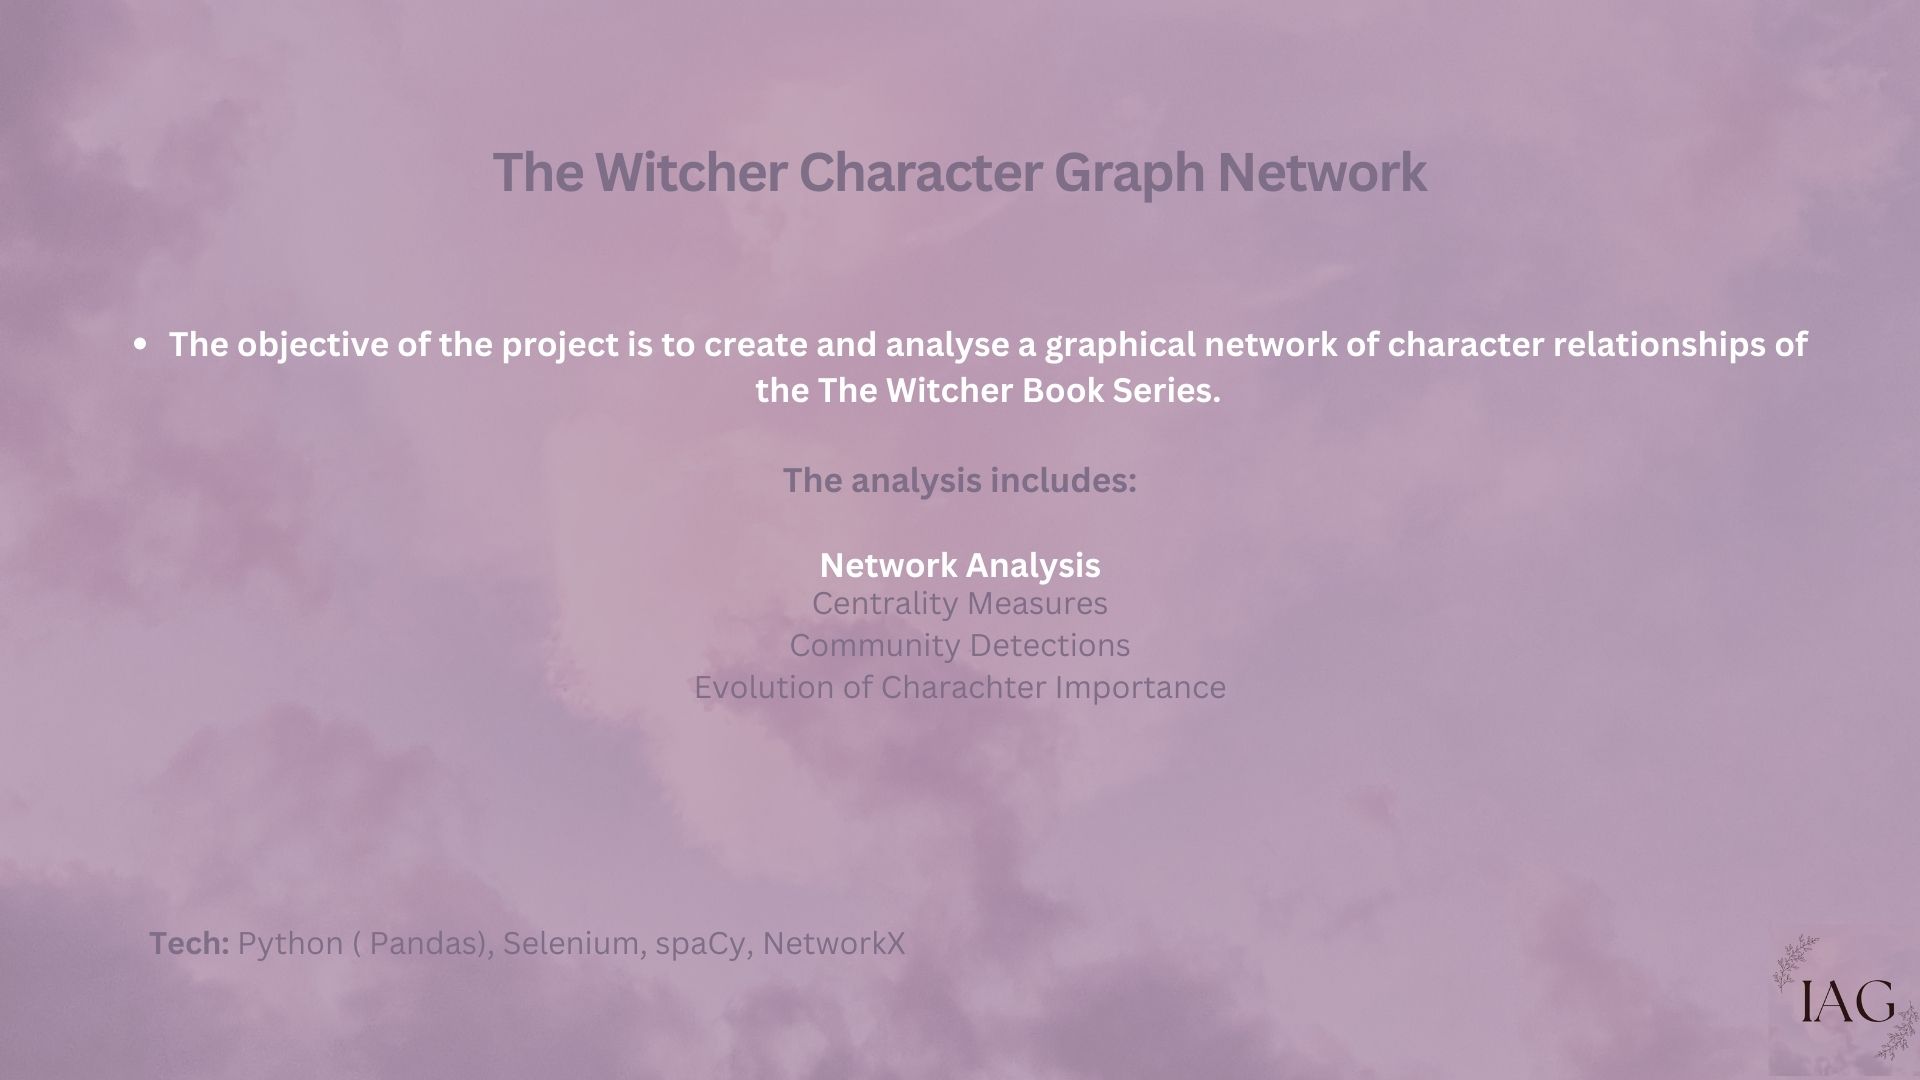 The Witcher Character Graph Network
• The objective of the project is to create and analyse a graphical network of character relationships of
the The Witcher Book Series.
The analysis includes:
Network Analysis
Centrality Measures
Community Detections
Evolution of Charachter Importance
Tech: Python ( Pandas), Selenium, spaCy, NetworkX
IAG